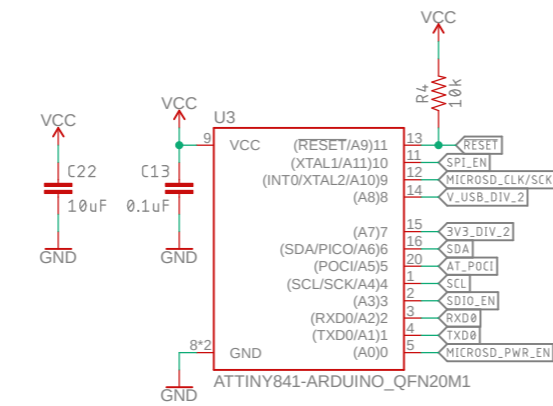 VCC
R4
10k
VCC
VCC
U3
C22
10uF
C13
0.1uF
9
VCC
(RESET/A9)11
13
RESET
(XTAL1/A11)10
11
SPI_EN
(INT0/XTAL2/A10)9
12
MICROSD_CLK/SCK
(A8)8
14
V_USB_DIV_2
(A7)7
15
3V3_DIV_2
(SDA/PICO/A6)6
16
SDA
(POCI/A5)5
20
AT_POCI
(SCL/SCK/A4)4
1
SCL
(A3)3
2
SDIO_EN
(RXD0/A2)2
3
RXD0
(TXD0/A1)1
4
TXD0
8*2
GND
(A0)0
5
MICROSD_PWR_EN
GND
GND
GND
ATTINY841-ARDUINO_QFN20M1